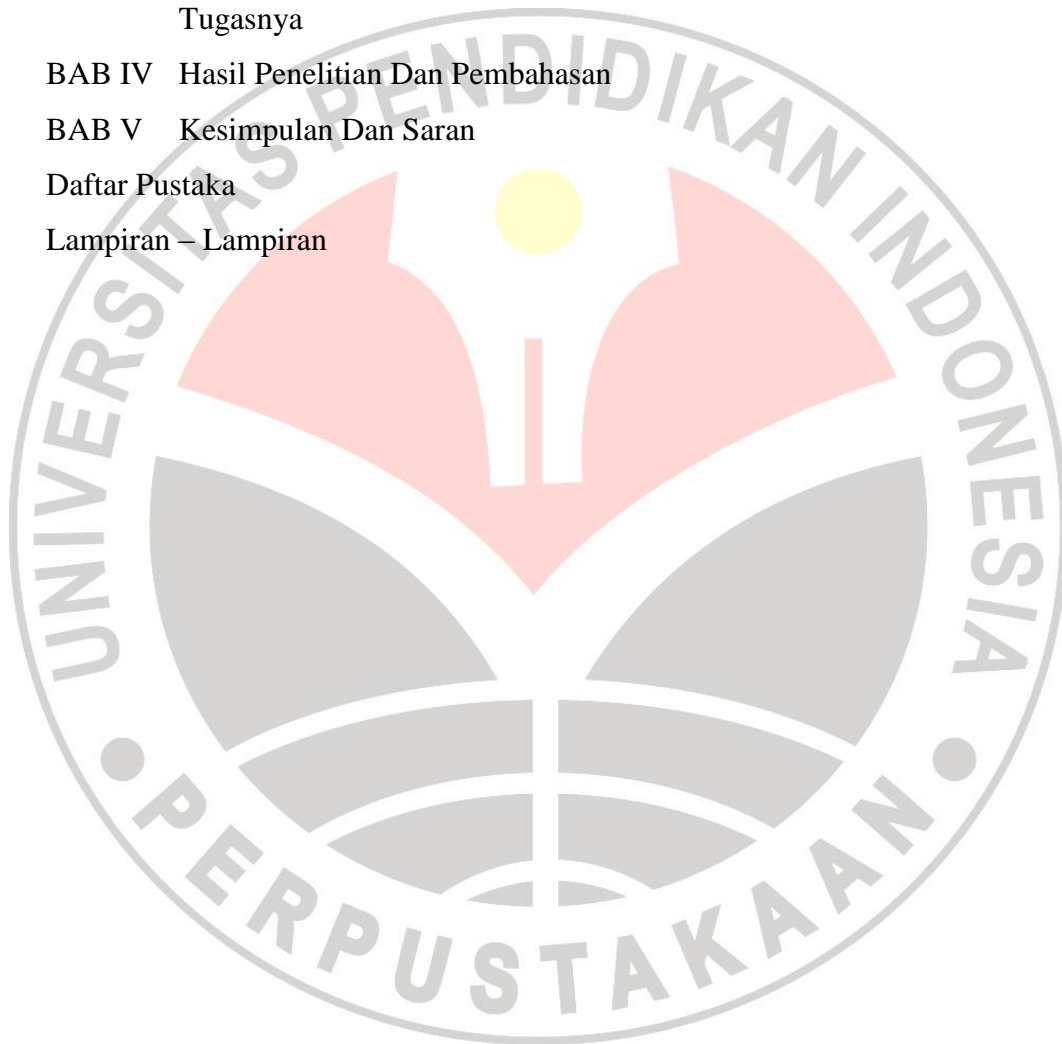 Tugasnya
BAB IV Hasil Penelitian Dan Pembahasan
BAB V Kesimpulan Dan Saran
Daftar Pustaka
Lampiran – Lampiran
UNIVERSITAS PENDIDIKAN INDONESIA
PERPUSTAKAAN